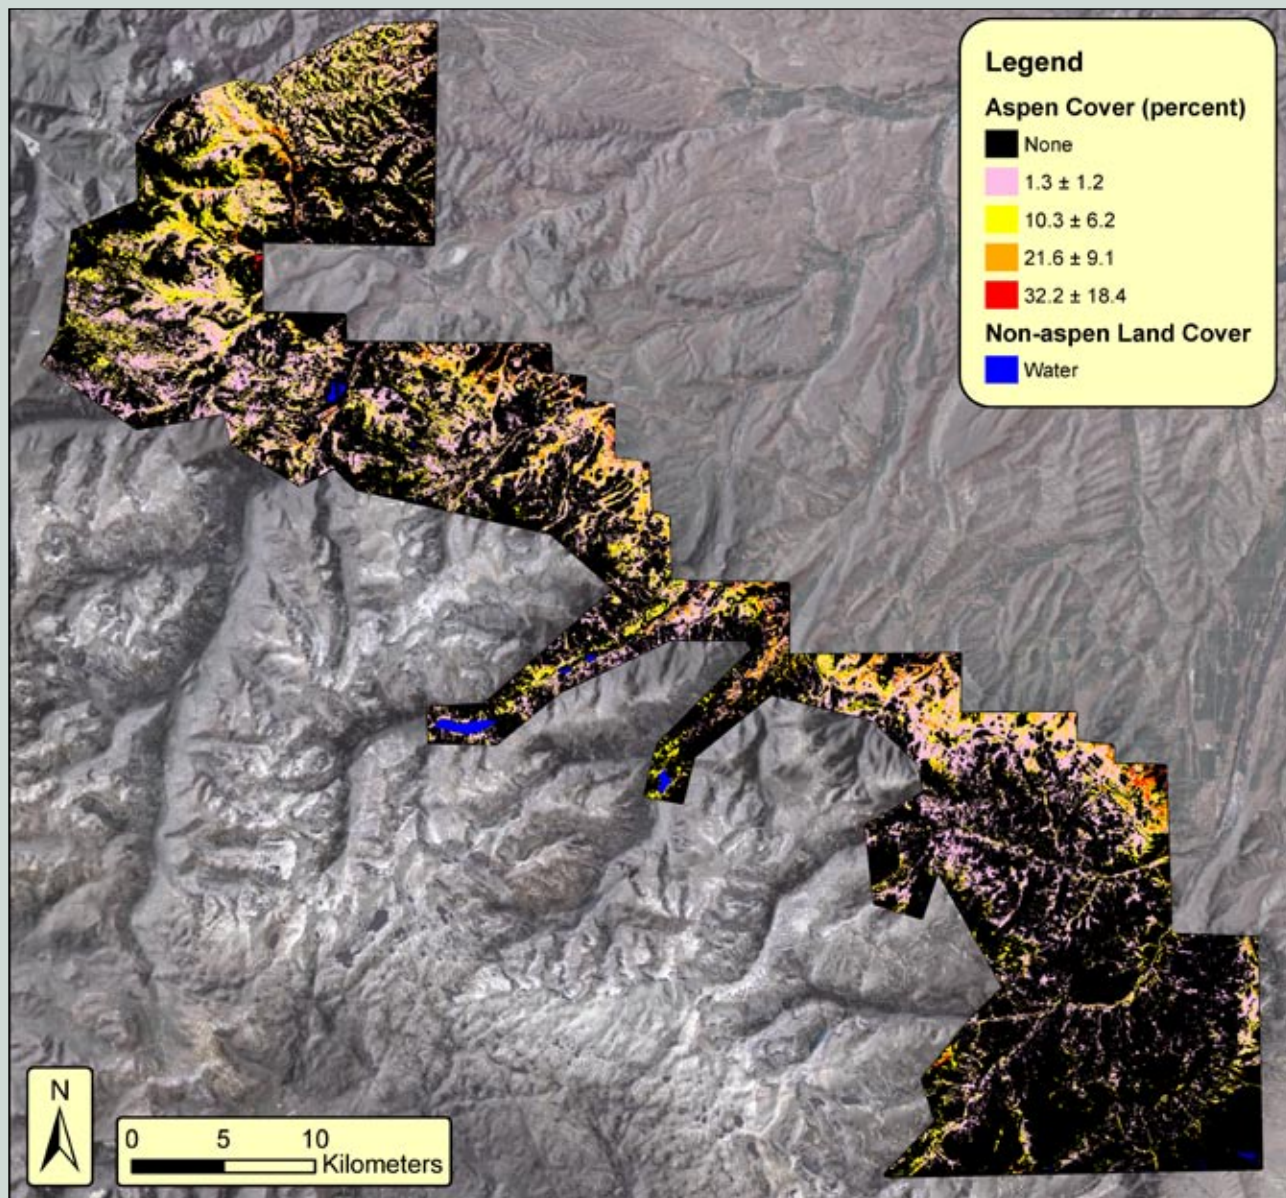 Legend
Aspen Cover (percent)
None
1.3 ± 1.2
10.3 ± 6.2
21.6 ± 9.1
32.2 ± 18.4
Non-aspen Land Cover
Water
N
0 5 10
Kilometers